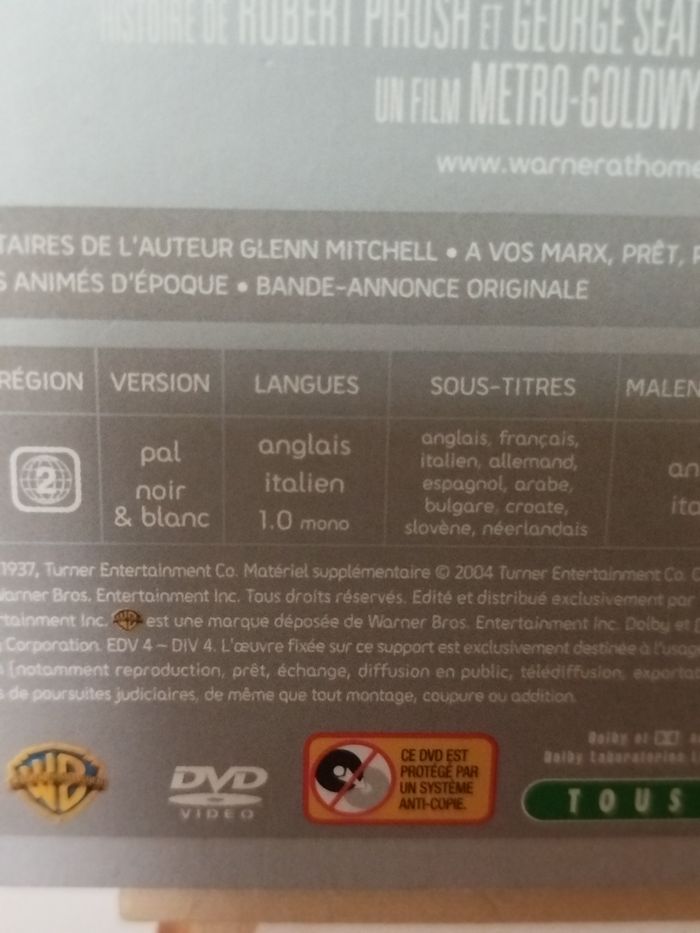 HISTOIRE DE ROBERT PIROSH ET GEORGE SEAT
UN FILM METRO-GOLDWY
www.warnerathome
TAIRES DE L'AUTEUR GLENN MITCHELL • A VOS MARX, PRÊT, P
S ANIMÉS D'ÉPOQUE • BANDE-ANNONCE ORIGINALE
RÉGION VERSION LANGUES SOUS-TITRES MALEN
2
pal
noir
& blanc
anglais
italien
1.0 mono
anglais, français,
italien, allemand,
espagnol, arabe,
bulgare, croate,
slovène, néerlandais
an
ita
1937, Turner Entertainment Co. Matériel supplémentaire © 2004 Turner Entertainment Co.
Warner Bros. Entertainment Inc. Tous droits réservés. Edité et distribué exclusivement par
rtainment Inc. WB est une marque déposée de Warner Bros. Entertainment Inc. Dolby et
Corporation. EDV 4 – DIV 4. L'œuvre fixée sur ce support est exclusivement destinée à l'usage
(notamment reproduction, prêt, échange, diffusion en public, télédiffusion, exportat
s de poursuites judiciaires, de même que tout montage, coupure ou addition.
WB
DVD
VIDEO
CE DVD EST
PROTÉGÉ PAR
UN SYSTÈME
ANTI-COPIE.
Dolby et
Dolby Laboratories
TOUS